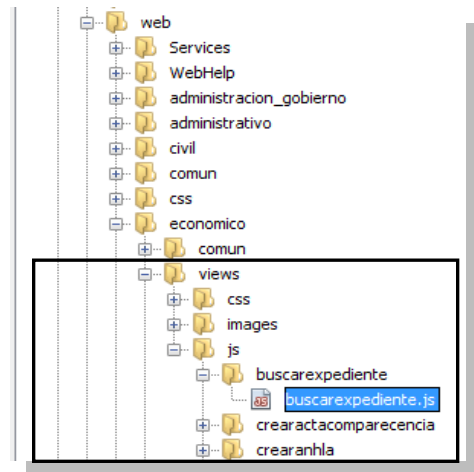 web
Services
WebHelp
administracion_gobierno
administrativo
civil
comun
css
economico
comun
views
css
images
js
buscarexpediente
buscarexpediente.js
crearactacomparecencia
crearanhla